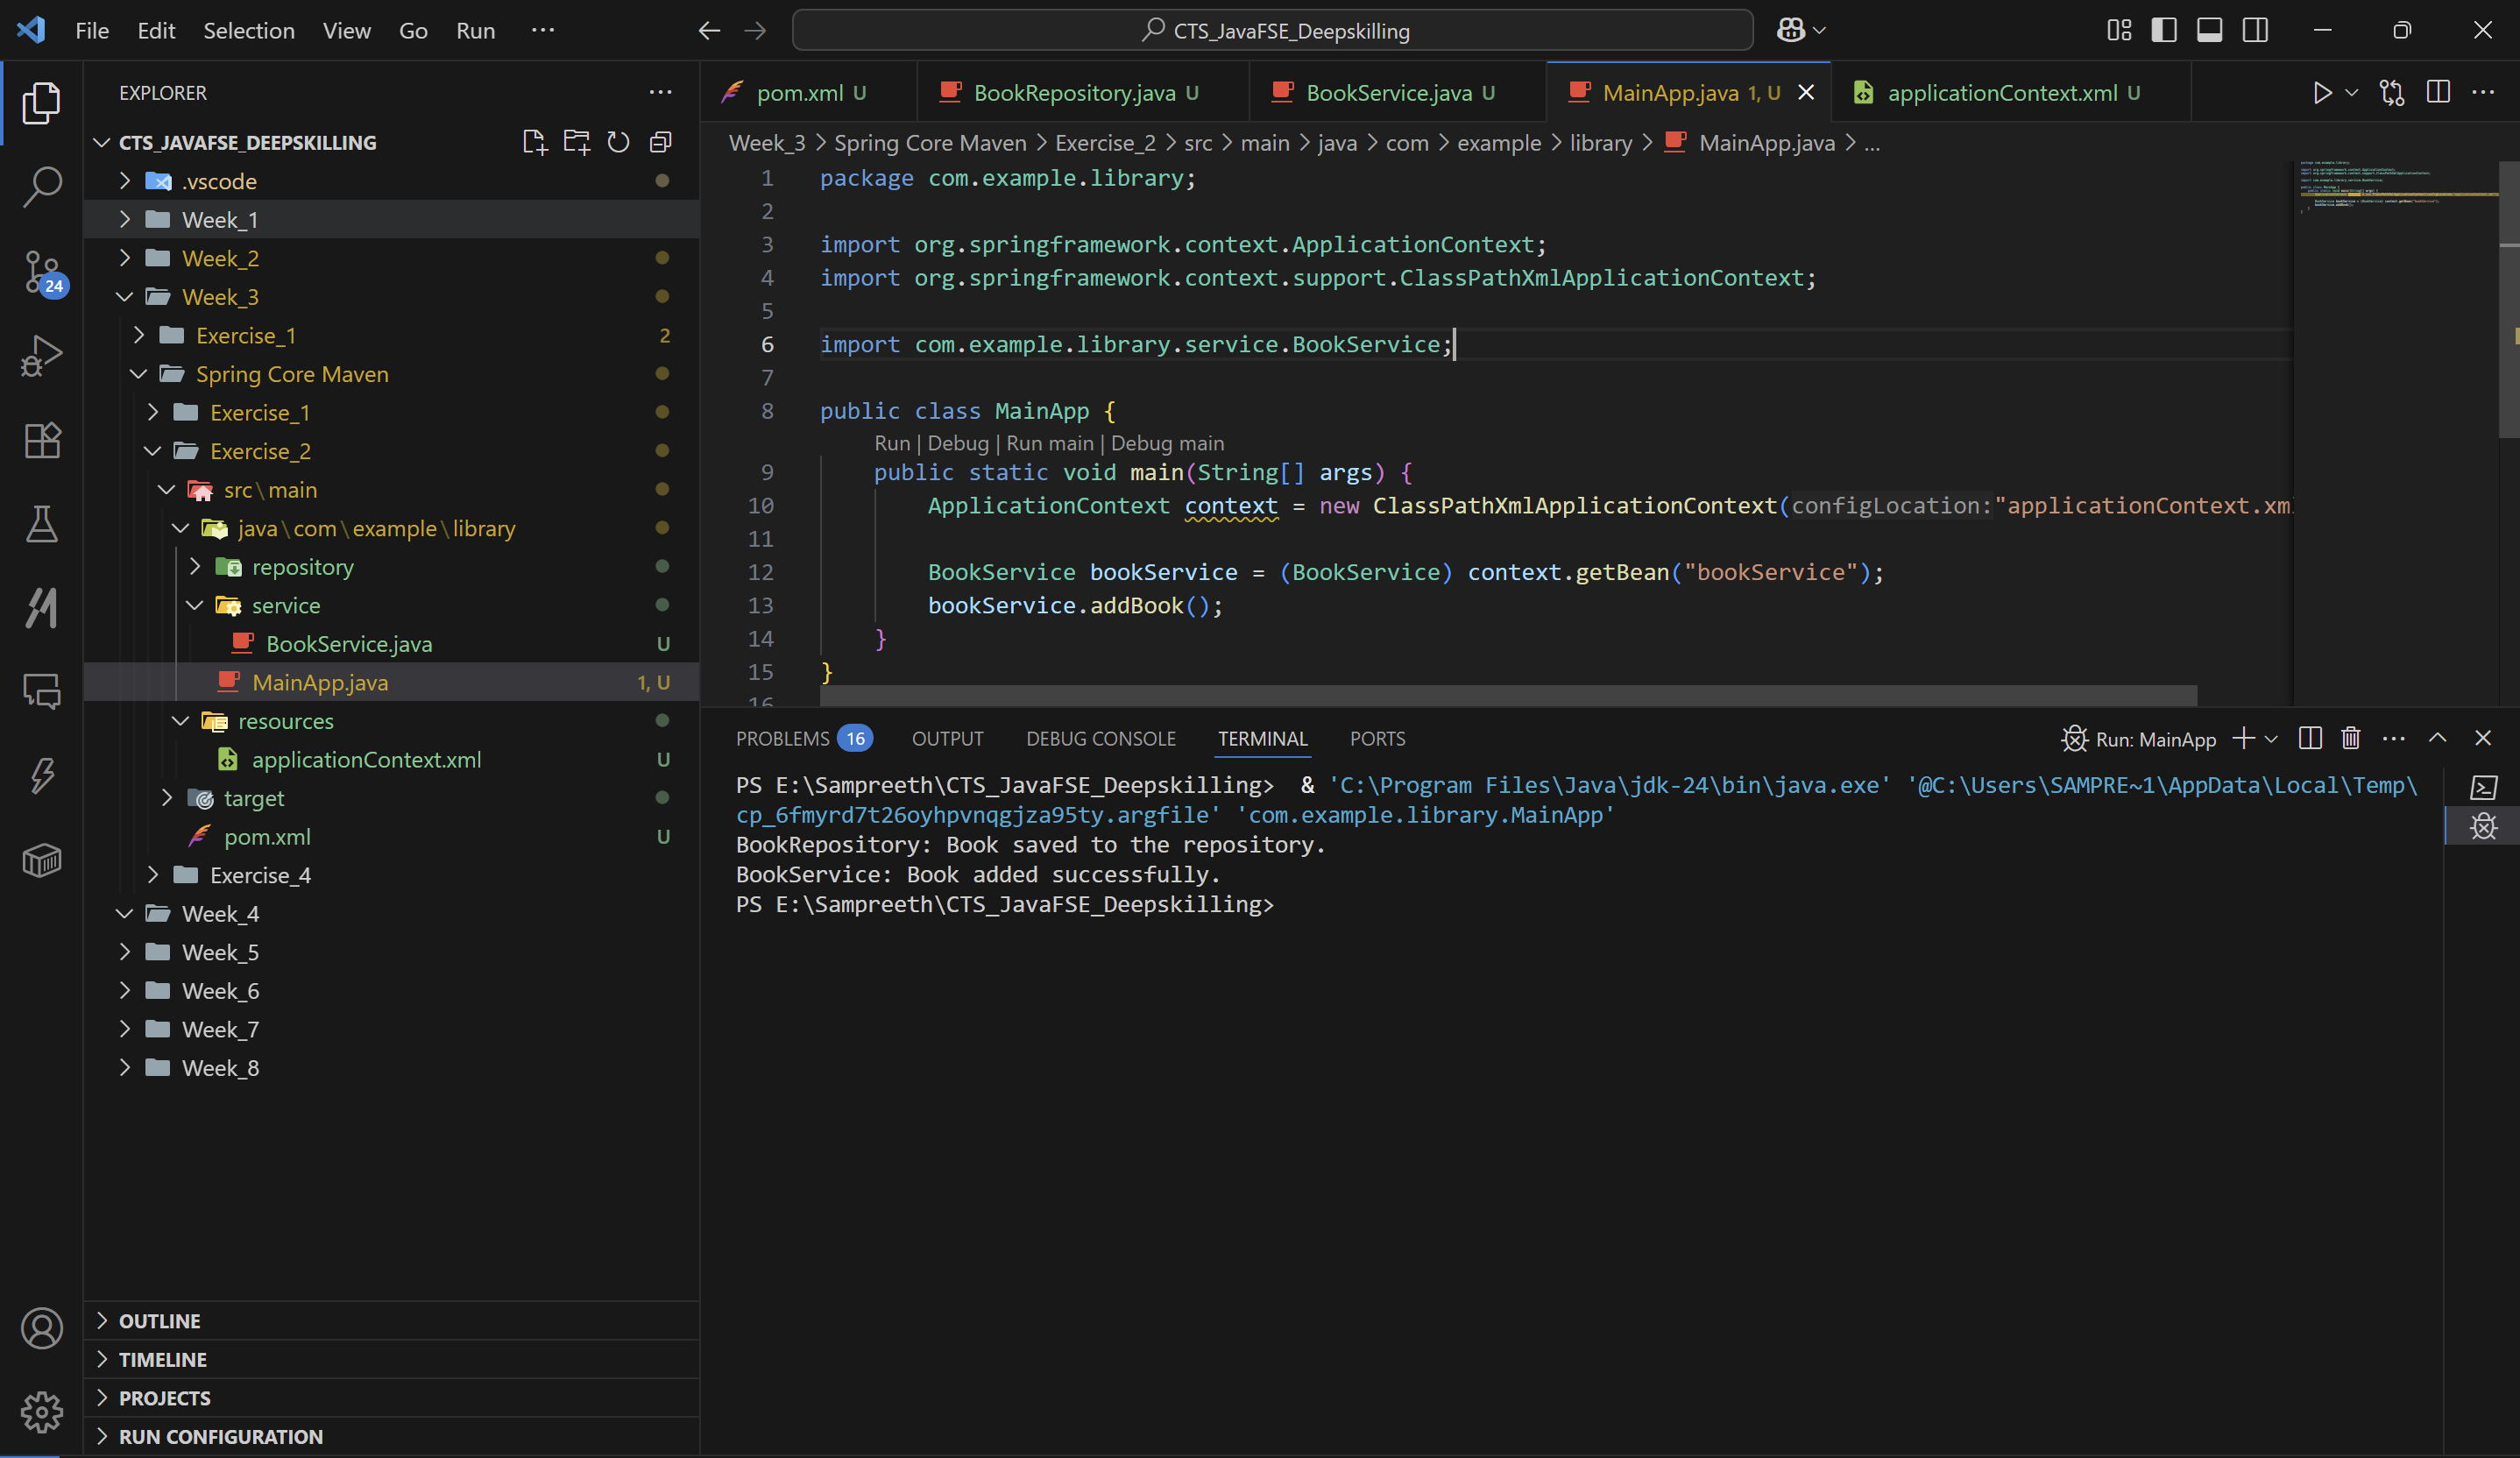 File Edit Selection View Go Run ···
CTS_JavaFSE_Deepskilling
EXPLORER
CTS_JAVAFSE_DEEPSKILLING
.vscode
Week_1
Week_2
Week_3
Exercise_1 2
Spring Core Maven
Exercise_1
Exercise_2
src\main
java\com\example\library
repository
service
BookService.java U
MainApp.java 1, U
resources
applicationContext.xml U
target
pom.xml U
Exercise_4
Week_4
Week_5
Week_6
Week_7
Week_8
OUTLINE
TIMELINE
PROJECTS
RUN CONFIGURATION
24
pom.xml U BookRepository.java U BookService.java U MainApp.java 1, U applicationContext.xml U
Week_3 > Spring Core Maven > Exercise_2 > src > main > java > com > example > library > MainApp.java > ...
1 package com.example.library;
2
3 import org.springframework.context.ApplicationContext;
4 import org.springframework.context.support.ClassPathXmlApplicationContext;
5
6 import com.example.library.service.BookService;
7
8 public class MainApp {
Run | Debug | Run main | Debug main
9 public static void main(String[] args) {
10 ApplicationContext context = new ClassPathXmlApplicationContext(configLocation:"applicationContext.xm
11
12 BookService bookService = (BookService) context.getBean("bookService");
13 bookService.addBook();
14 }
15 }
16
PROBLEMS 16 OUTPUT DEBUG CONSOLE TERMINAL PORTS Run: MainApp
PS E:\Sampreeth\CTS_JavaFSE_Deepskilling> & 'C:\Program Files\Java\jdk-24\bin\java.exe' '@C:\Users\SAMPRE~1\AppData\Local\Temp\
cp_6fmyrd7t26oyhpvnqgjza95ty.argfile' 'com.example.library.MainApp'
BookRepository: Book saved to the repository.
BookService: Book added successfully.
PS E:\Sampreeth\CTS_JavaFSE_Deepskilling>